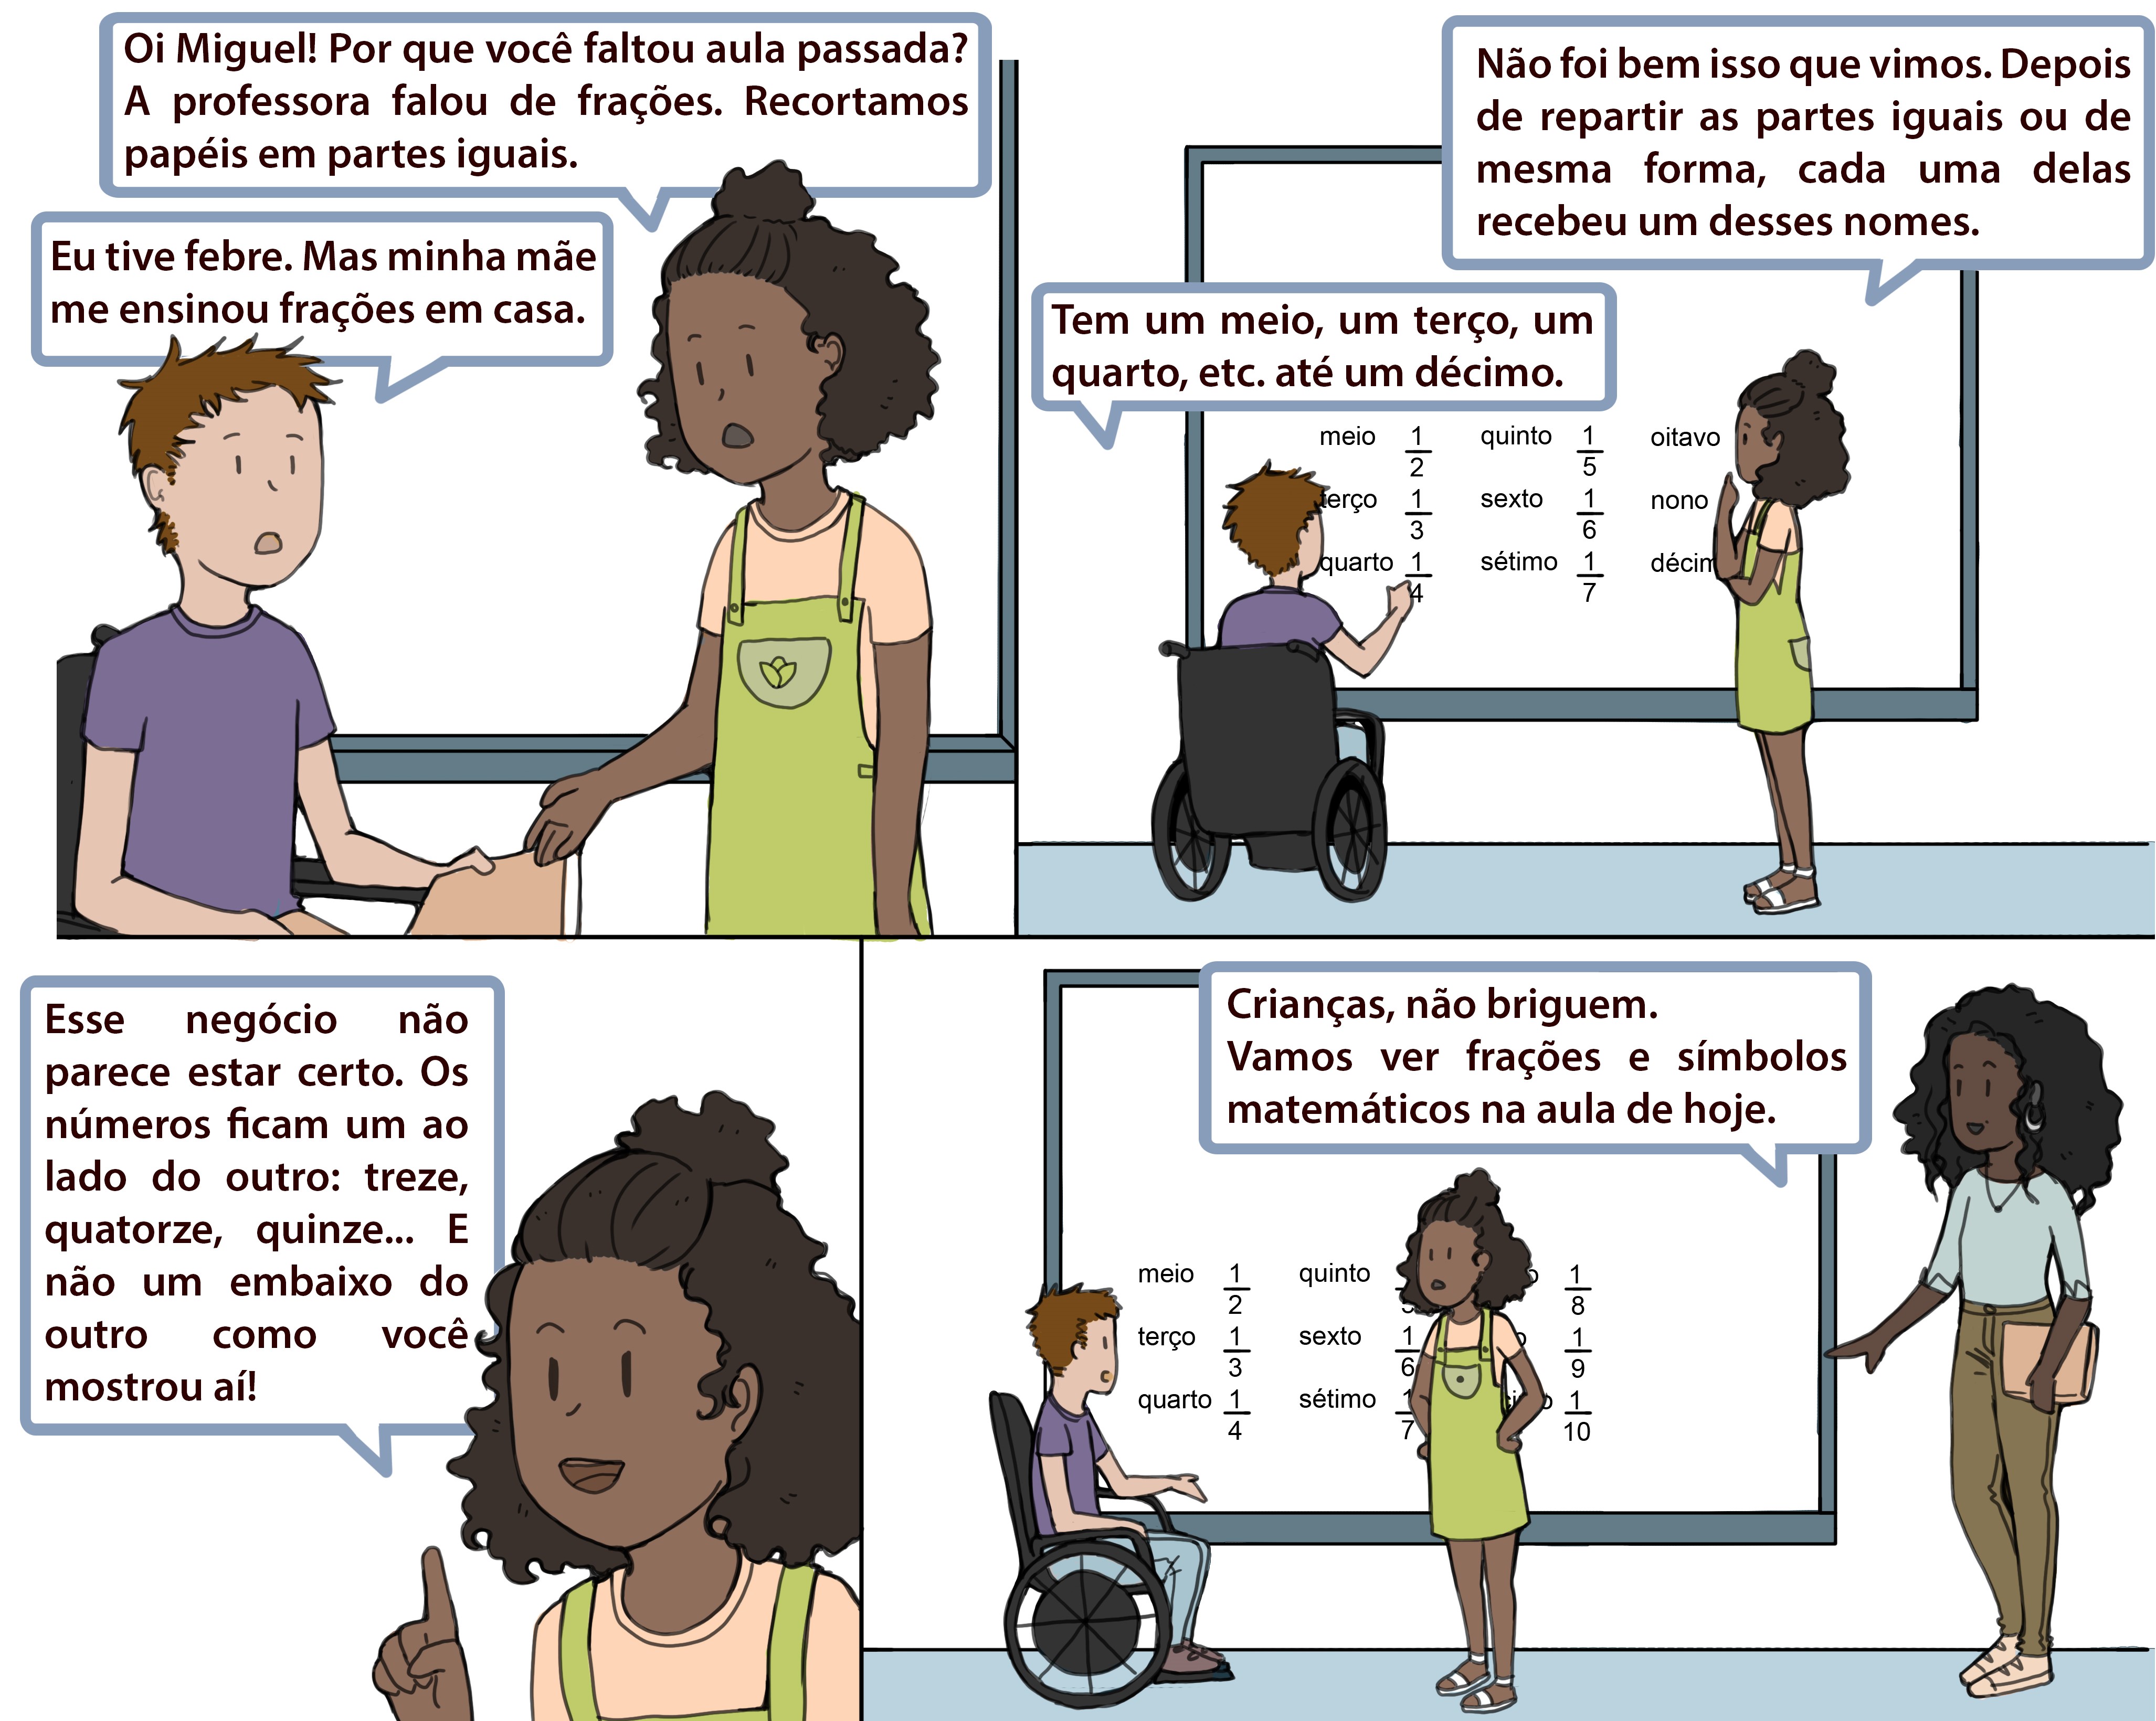 Oi Miguel! Por que você faltou aula passada?
A professora falou de frações. Recortamos
papéis em partes iguais.
Eu tive febre. Mas minha mãe
me ensinou frações em casa.
Tem um meio, um terço, um
quarto, etc. até um décimo.
Não foi bem isso que vimos. Depois
de repartir as partes iguais ou de
mesma forma, cada uma delas
recebeu um desses nomes.
meio 1/2 quinto 1/5 oitavo
terço 1/3 sexto 1/6 nono
quarto 1/4 sétimo 1/7
Esse negócio não
parece estar certo. Os
números ficam um ao
lado do outro: treze,
quatorze, quinze... E
não um embaixo do
outro como você
mostrou aí!
Crianças, não briguem.
Vamos ver frações e símbolos
matemáticos na aula de hoje.
meio 1/2 quinto 1/8
terço 1/3 sexto 1/6 1/9
quarto 1/4 sétimo 1/7 1/10